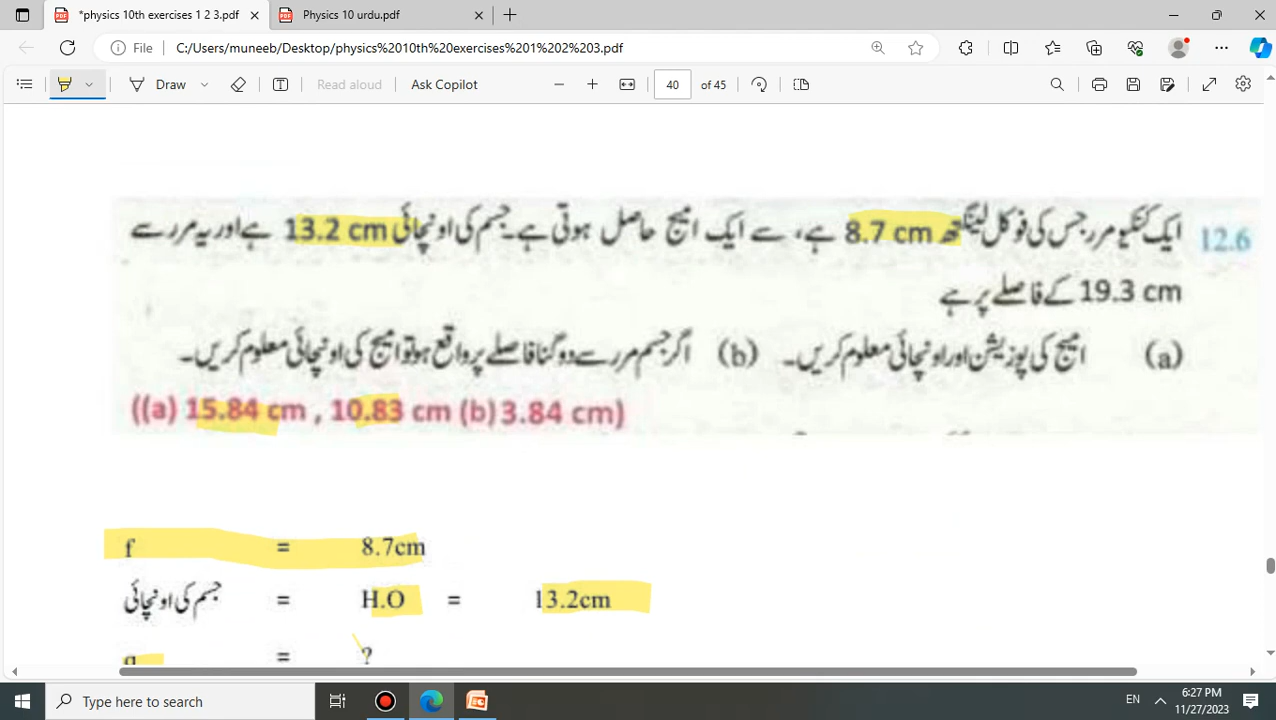 *physics 10th exercises 1 2 3.pdf
Physics 10 urdu.pdf
File
C:/Users/muneeb/Desktop/physics%2010th%20exercises%201%202%203.pdf
Draw
Read aloud
Ask Copilot
40
of 45
12.6 ایک کنکیو مرر جس کی فوکل لینگتھ 8.7 cm ہے، سے ایک امیج حاصل ہوتی ہے۔ جسم کی اونچائی 13.2 cm ہے اور یہ مرر سے
19.3 cm کے فاصلے پر ہے
(a) امیج کی پوزیشن اور اونچائی معلوم کریں۔ (b) اگر جسم مرر سے دوگنا فاصلے پر واقع ہو تو امیج کی اونچائی معلوم کریں۔
((a) 15.84 cm , 10.83 cm (b) 3.84 cm)
f = 8.7cm
جسم کی اونچائی = H.O = 13.2cm
q = ?
Type here to search
EN
6:27 PM
11/27/2023